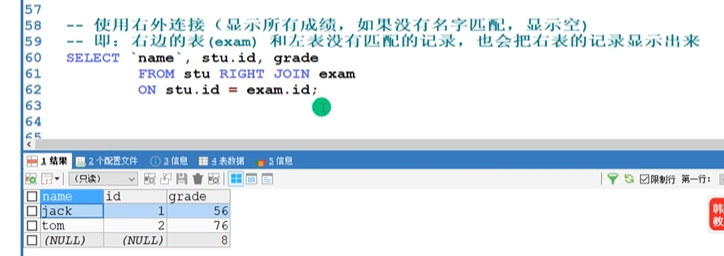 57
58 -- 使用右外连接（显示所有成绩，如果没有名字匹配，显示空)
59 -- 即：右边的表(exam) 和左表没有匹配的记录，也会把右表的记录显示出来
60 SELECT `name`, stu.id, grade
61 FROM stu RIGHT JOIN exam
62 ON stu.id = exam.id;
63
64
65
1 结果 2 个配置文件 3 信息 4 表数据 5 信息
(只读) 限制行 第一行:
name id grade
jack 1 56
tom 2 76
(NULL) (NULL) 8
韩
教